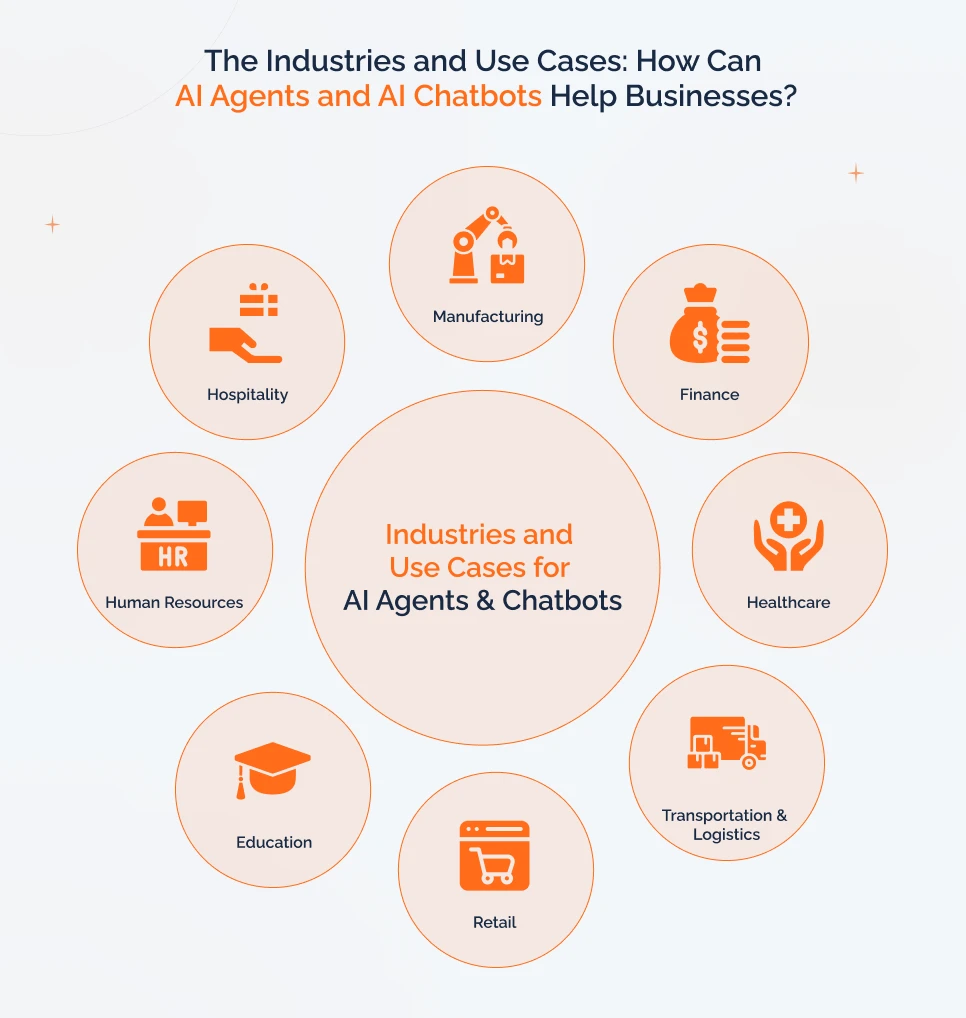 The Industries and Use Cases: How Can
AI Agents and AI Chatbots Help Businesses?
Manufacturing
Hospitality
$
Finance
Industries and
Use Cases for
AI Agents & Chatbots
HR
Human Resources
Healthcare
Education
Transportation &
Logistics
Retail